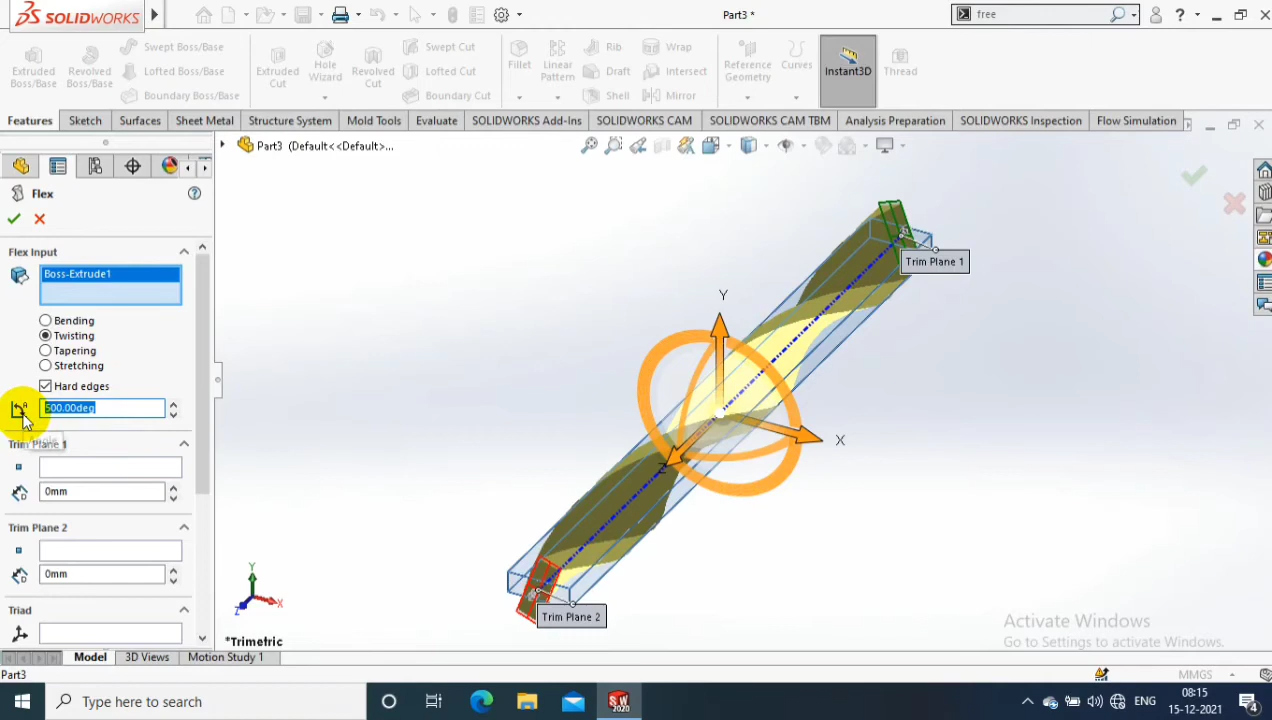 SOLIDWORKS
Part3 *
free
Extruded Boss/Base
Revolved Boss/Base
Swept Boss/Base
Lofted Boss/Base
Boundary Boss/Base
Extruded Cut
Hole Wizard
Revolved Cut
Swept Cut
Lofted Cut
Boundary Cut
Fillet
Linear Pattern
Rib
Draft
Shell
Wrap
Intersect
Mirror
Reference Geometry
Curves
Instant3D
Thread
Features
Sketch
Surfaces
Sheet Metal
Structure System
Mold Tools
Evaluate
SOLIDWORKS Add-Ins
SOLIDWORKS CAM
SOLIDWORKS CAM TBM
Analysis Preparation
SOLIDWORKS Inspection
Flow Simulation
Part3 (Default<<Default>...
Flex
Flex Input
Boss-Extrude1
Bending
Twisting
Tapering
Stretching
Hard edges
500.00deg
Angle
Trim Plane 1
0mm
Trim Plane 2
0mm
Triad
Trim Plane 1
Y
X
Z
Trim Plane 2
Y
X
Z
*Trimetric
Activate Windows
Go to Settings to activate Windows.
Model
3D Views
Motion Study 1
Part3
MMGS
Type here to search
SW
2020
ENG
08:15
15-12-2021
4